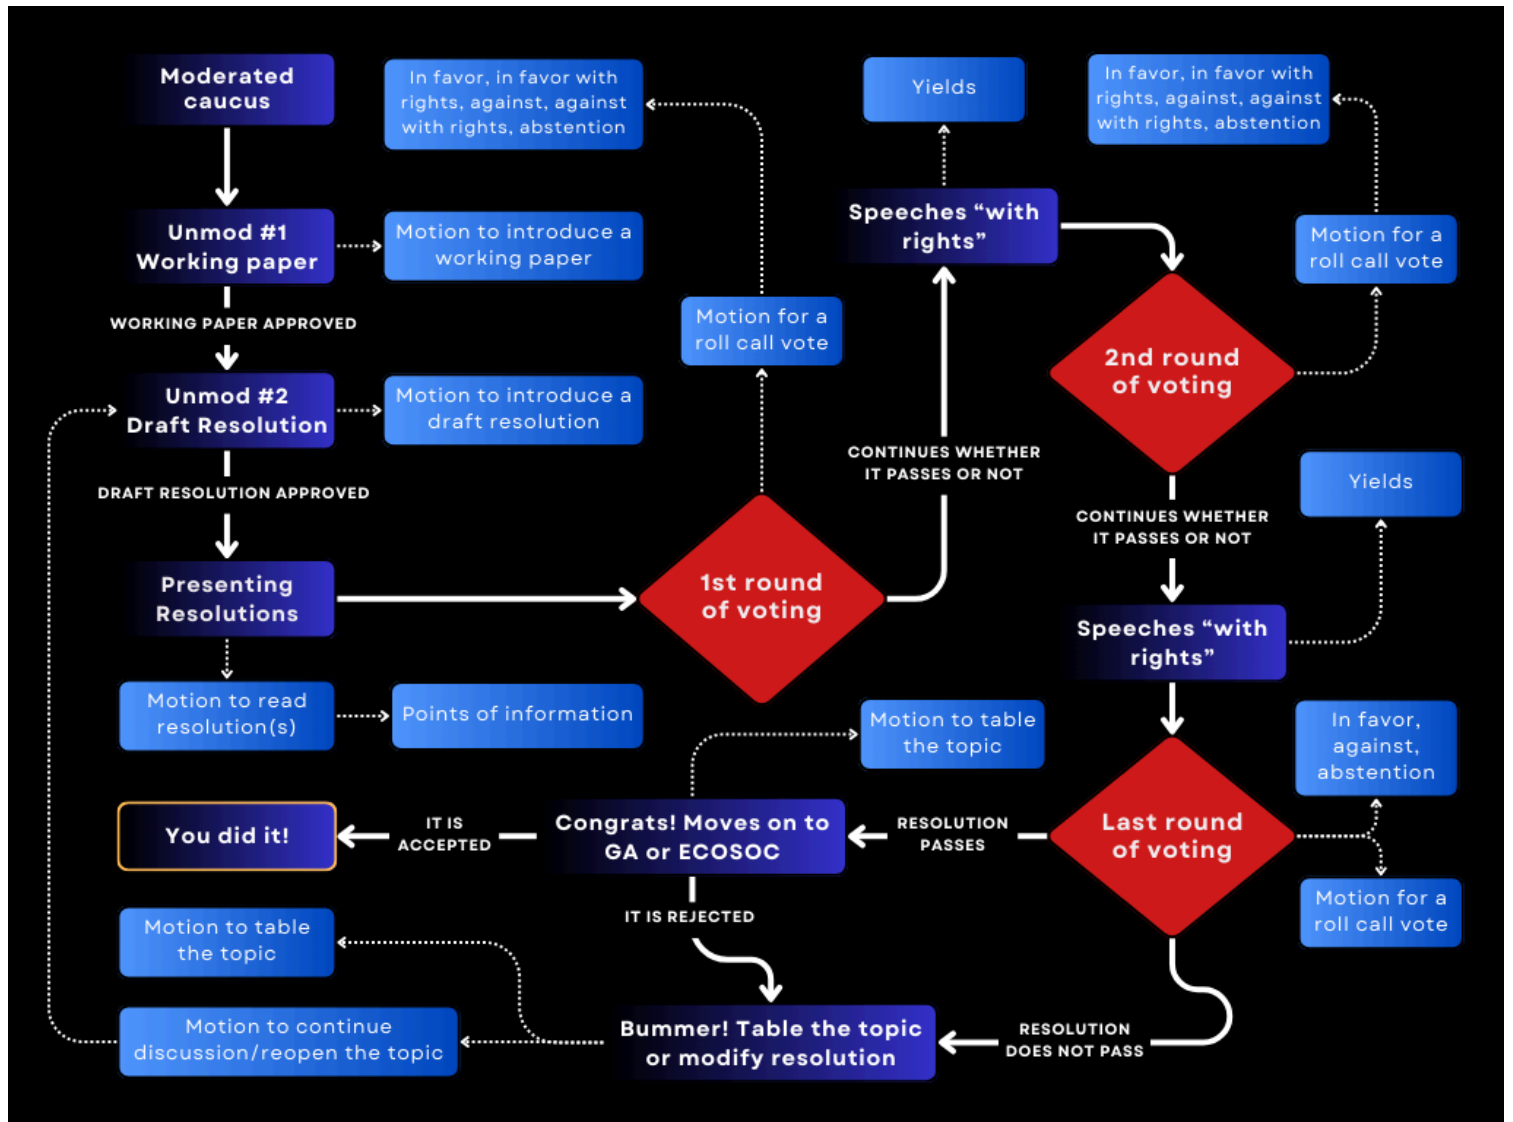 Moderated
caucus
In favor, in favor with
rights, against, against
with rights, abstention
Yields
In favor, in favor with
rights, against, against
with rights, abstention
Unmod #1
Working paper
Motion to introduce a
working paper
Speeches “with
rights”
Motion for a
roll call vote
WORKING PAPER APPROVED
Motion for a
roll call vote
2nd round
of voting
Unmod #2
Draft Resolution
Motion to introduce a
draft resolution
CONTINUES WHETHER
IT PASSES OR NOT
Yields
DRAFT RESOLUTION APPROVED
CONTINUES WHETHER
IT PASSES OR NOT
Presenting
Resolutions
1st round
of voting
Speeches “with
rights”
Motion to read
resolution(s)
Points of information
Motion to table
the topic
In favor,
against,
abstention
You did it!
IT IS
ACCEPTED
Congrats! Moves on to
GA or ECOSOC
RESOLUTION
PASSES
Last round
of voting
Motion for a
roll call vote
IT IS REJECTED
Motion to table
the topic
Motion to continue
discussion/reopen the topic
Bummer! Table the topic
or modify resolution
RESOLUTION
DOES NOT PASS